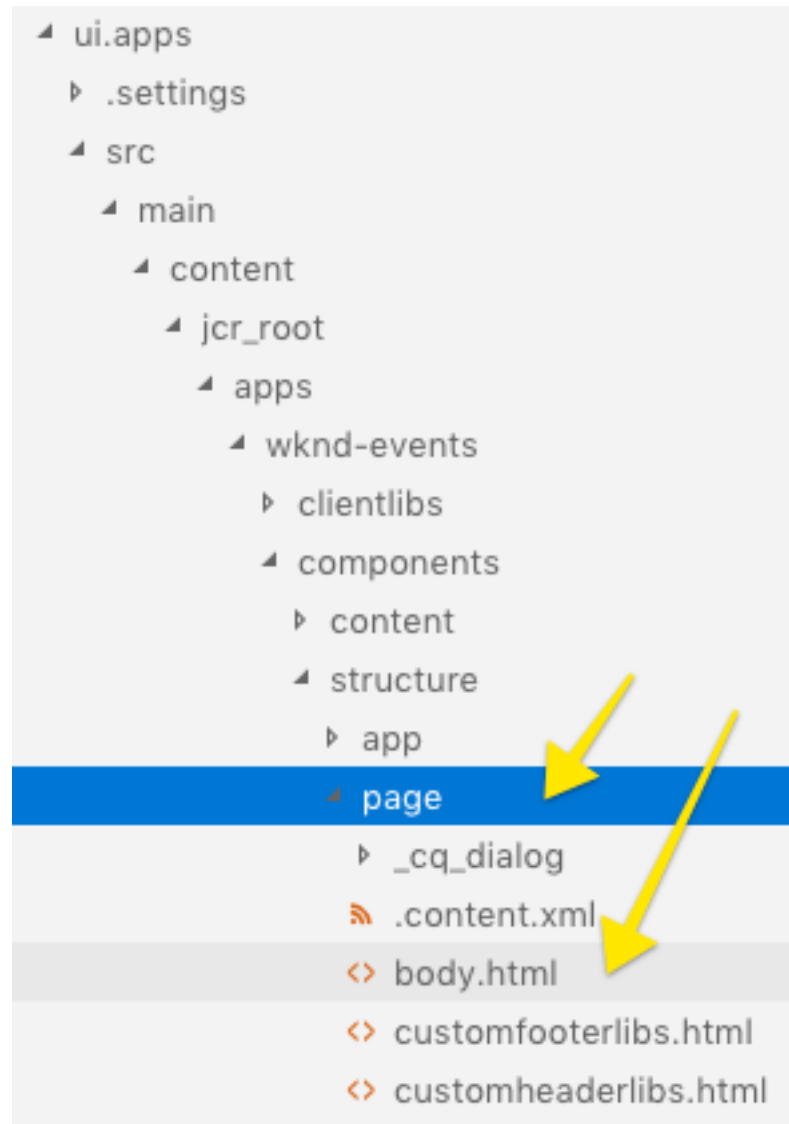 ui.apps
.settings
src
main
content
jcr_root
apps
wknd-events
clientlibs
components
content
structure
app
page
_cq_dialog
.content.xml
body.html
customfooterlibs.html
customheaderlibs.html